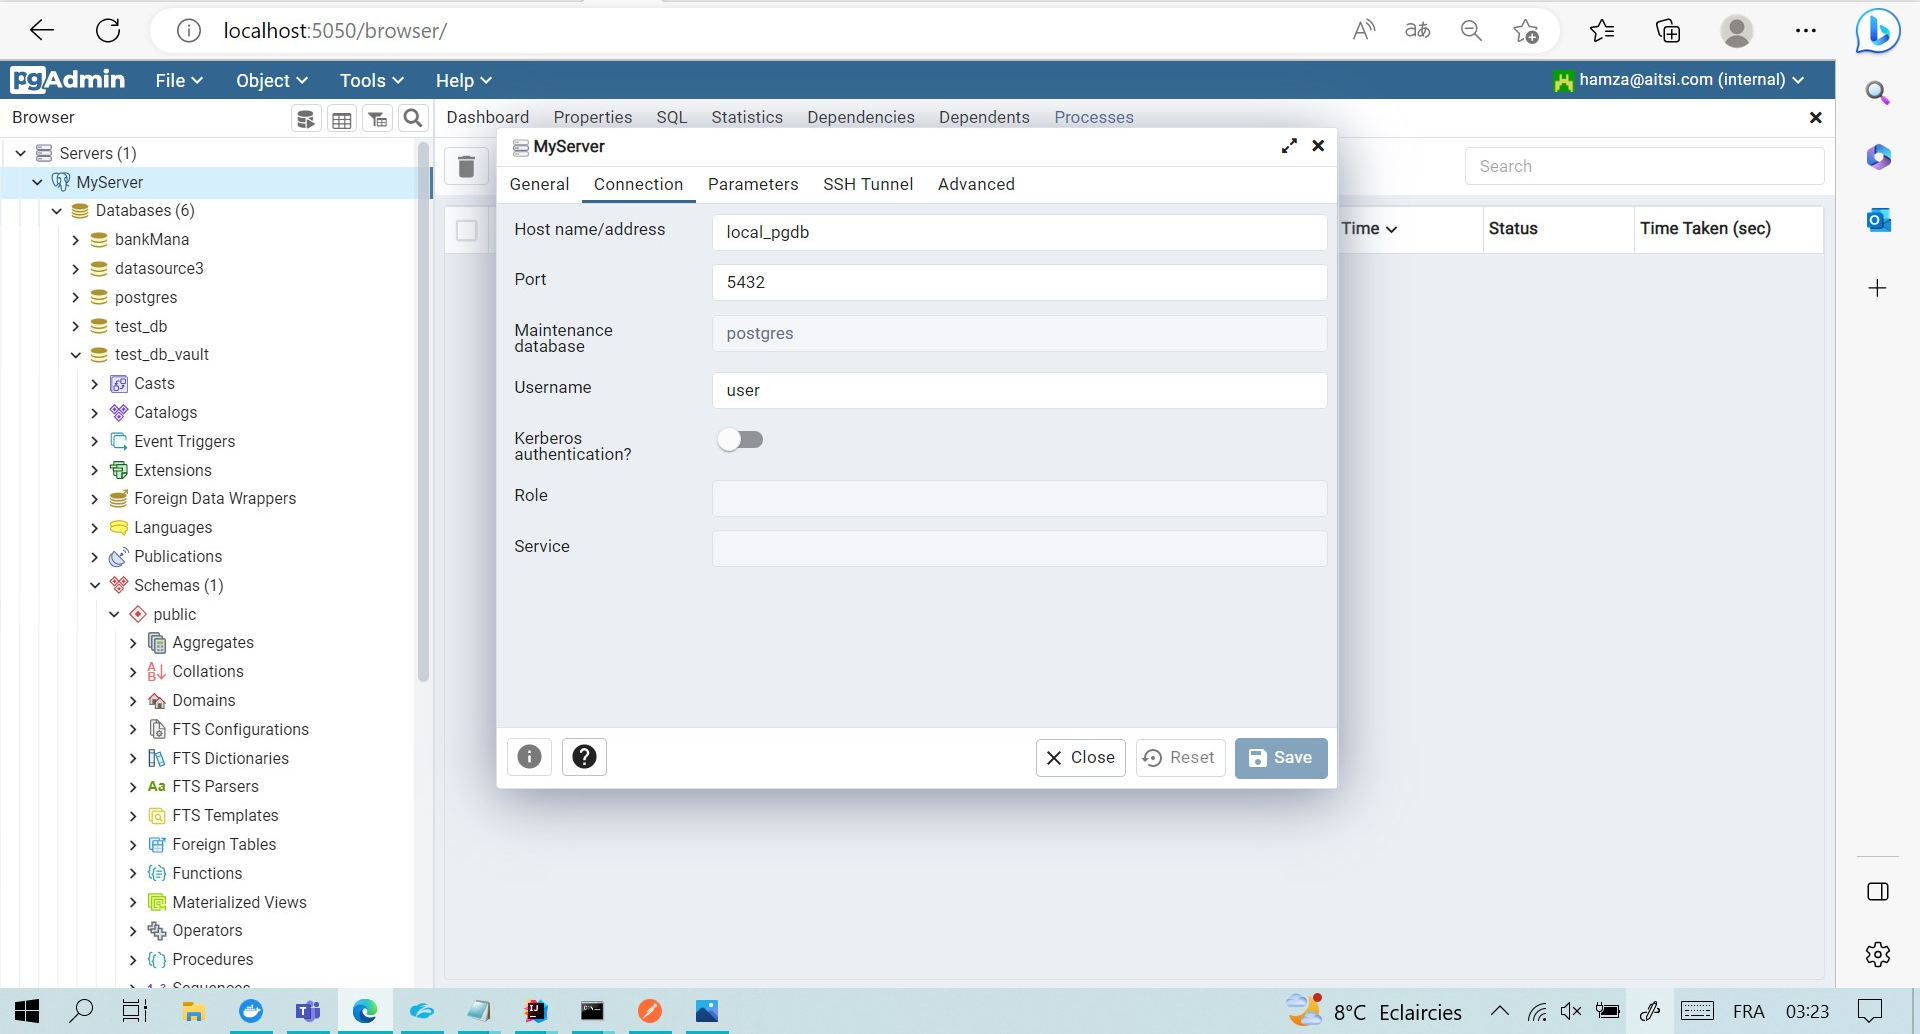 localhost:5050/browser/
aあ
pgAdmin File Object Tools Help hamza@aitsi.com (internal)
Browser
Dashboard Properties SQL Statistics Dependencies Dependents Processes
Servers (1)
MyServer
Databases (6)
bankMana
datasource3
postgres
test_db
test_db_vault
Casts
Catalogs
Event Triggers
Extensions
Foreign Data Wrappers
Languages
Publications
Schemas (1)
public
Aggregates
Collations
Domains
FTS Configurations
FTS Dictionaries
Aa FTS Parsers
FTS Templates
Foreign Tables
Functions
Materialized Views
Operators
Procedures
Search
Time Status Time Taken (sec)
MyServer
General Connection Parameters SSH Tunnel Advanced
Host name/address local_pgdb
Port 5432
Maintenance
database
postgres
Username user
Kerberos
authentication?
Role
Service
Close Reset Save
8°C Eclaircies FRA 03:23